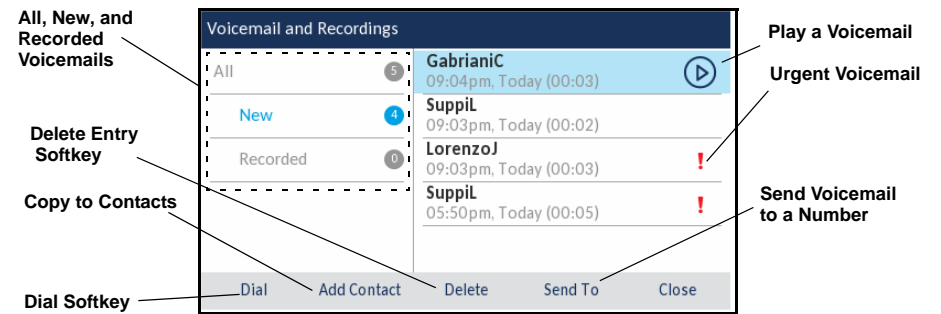 All, New, and
Recorded
Voicemails
Delete Entry
Softkey
Copy to Contacts
Dial Softkey
Voicemail and Recordings
All 5
New 4
Recorded 0
GabrianiC
09:04pm, Today (00:03)
SuppiL
09:03pm, Today (00:02)
LorenzoJ
09:03pm, Today (00:03)
!
SuppiL
05:50pm, Today (00:05)
!
Dial Add Contact Delete Send To Close
Play a Voicemail
Urgent Voicemail
Send Voicemail
to a Number